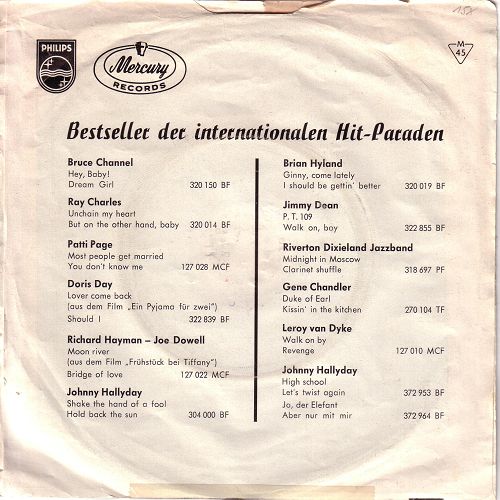 PHILIPS
Mercury
RECORDS
M
45
Bestseller der internationalen Hit-Paraden
Bruce Channel
Hey, Baby!
Dream Girl 320 150 BF
Ray Charles
Unchain my heart
But on the other hand, baby 320 014 BF
Patti Page
Most people get married
You don't know me 127 028 MCF
Doris Day
Lover come back
(aus dem Film „Ein Pyjama für zwei")
Should I 322 839 BF
Richard Hayman – Joe Dowell
Moon river
(aus dem Film „Frühstück bei Tiffany")
Bridge of love 127 022 MCF
Johnny Hallyday
Shake the hand of a fool
Hold back the sun 304 000 BF
Brian Hyland
Ginny, come lately
I should be gettin' better 320 019 BF
Jimmy Dean
P. T. 109
Walk on, boy 322 855 BF
Riverton Dixieland Jazzband
Midnight in Moscow
Clarinet shuffle 318 697 PF
Gene Chandler
Duke of Earl
Kissin' in the kitchen 270 104 TF
Leroy van Dyke
Walk on by
Revenge 127 010 MCF
Johnny Hallyday
High school
Let's twist again 372 953 BF
Jo, der Elefant
Aber nur mit mir 372 964 BF